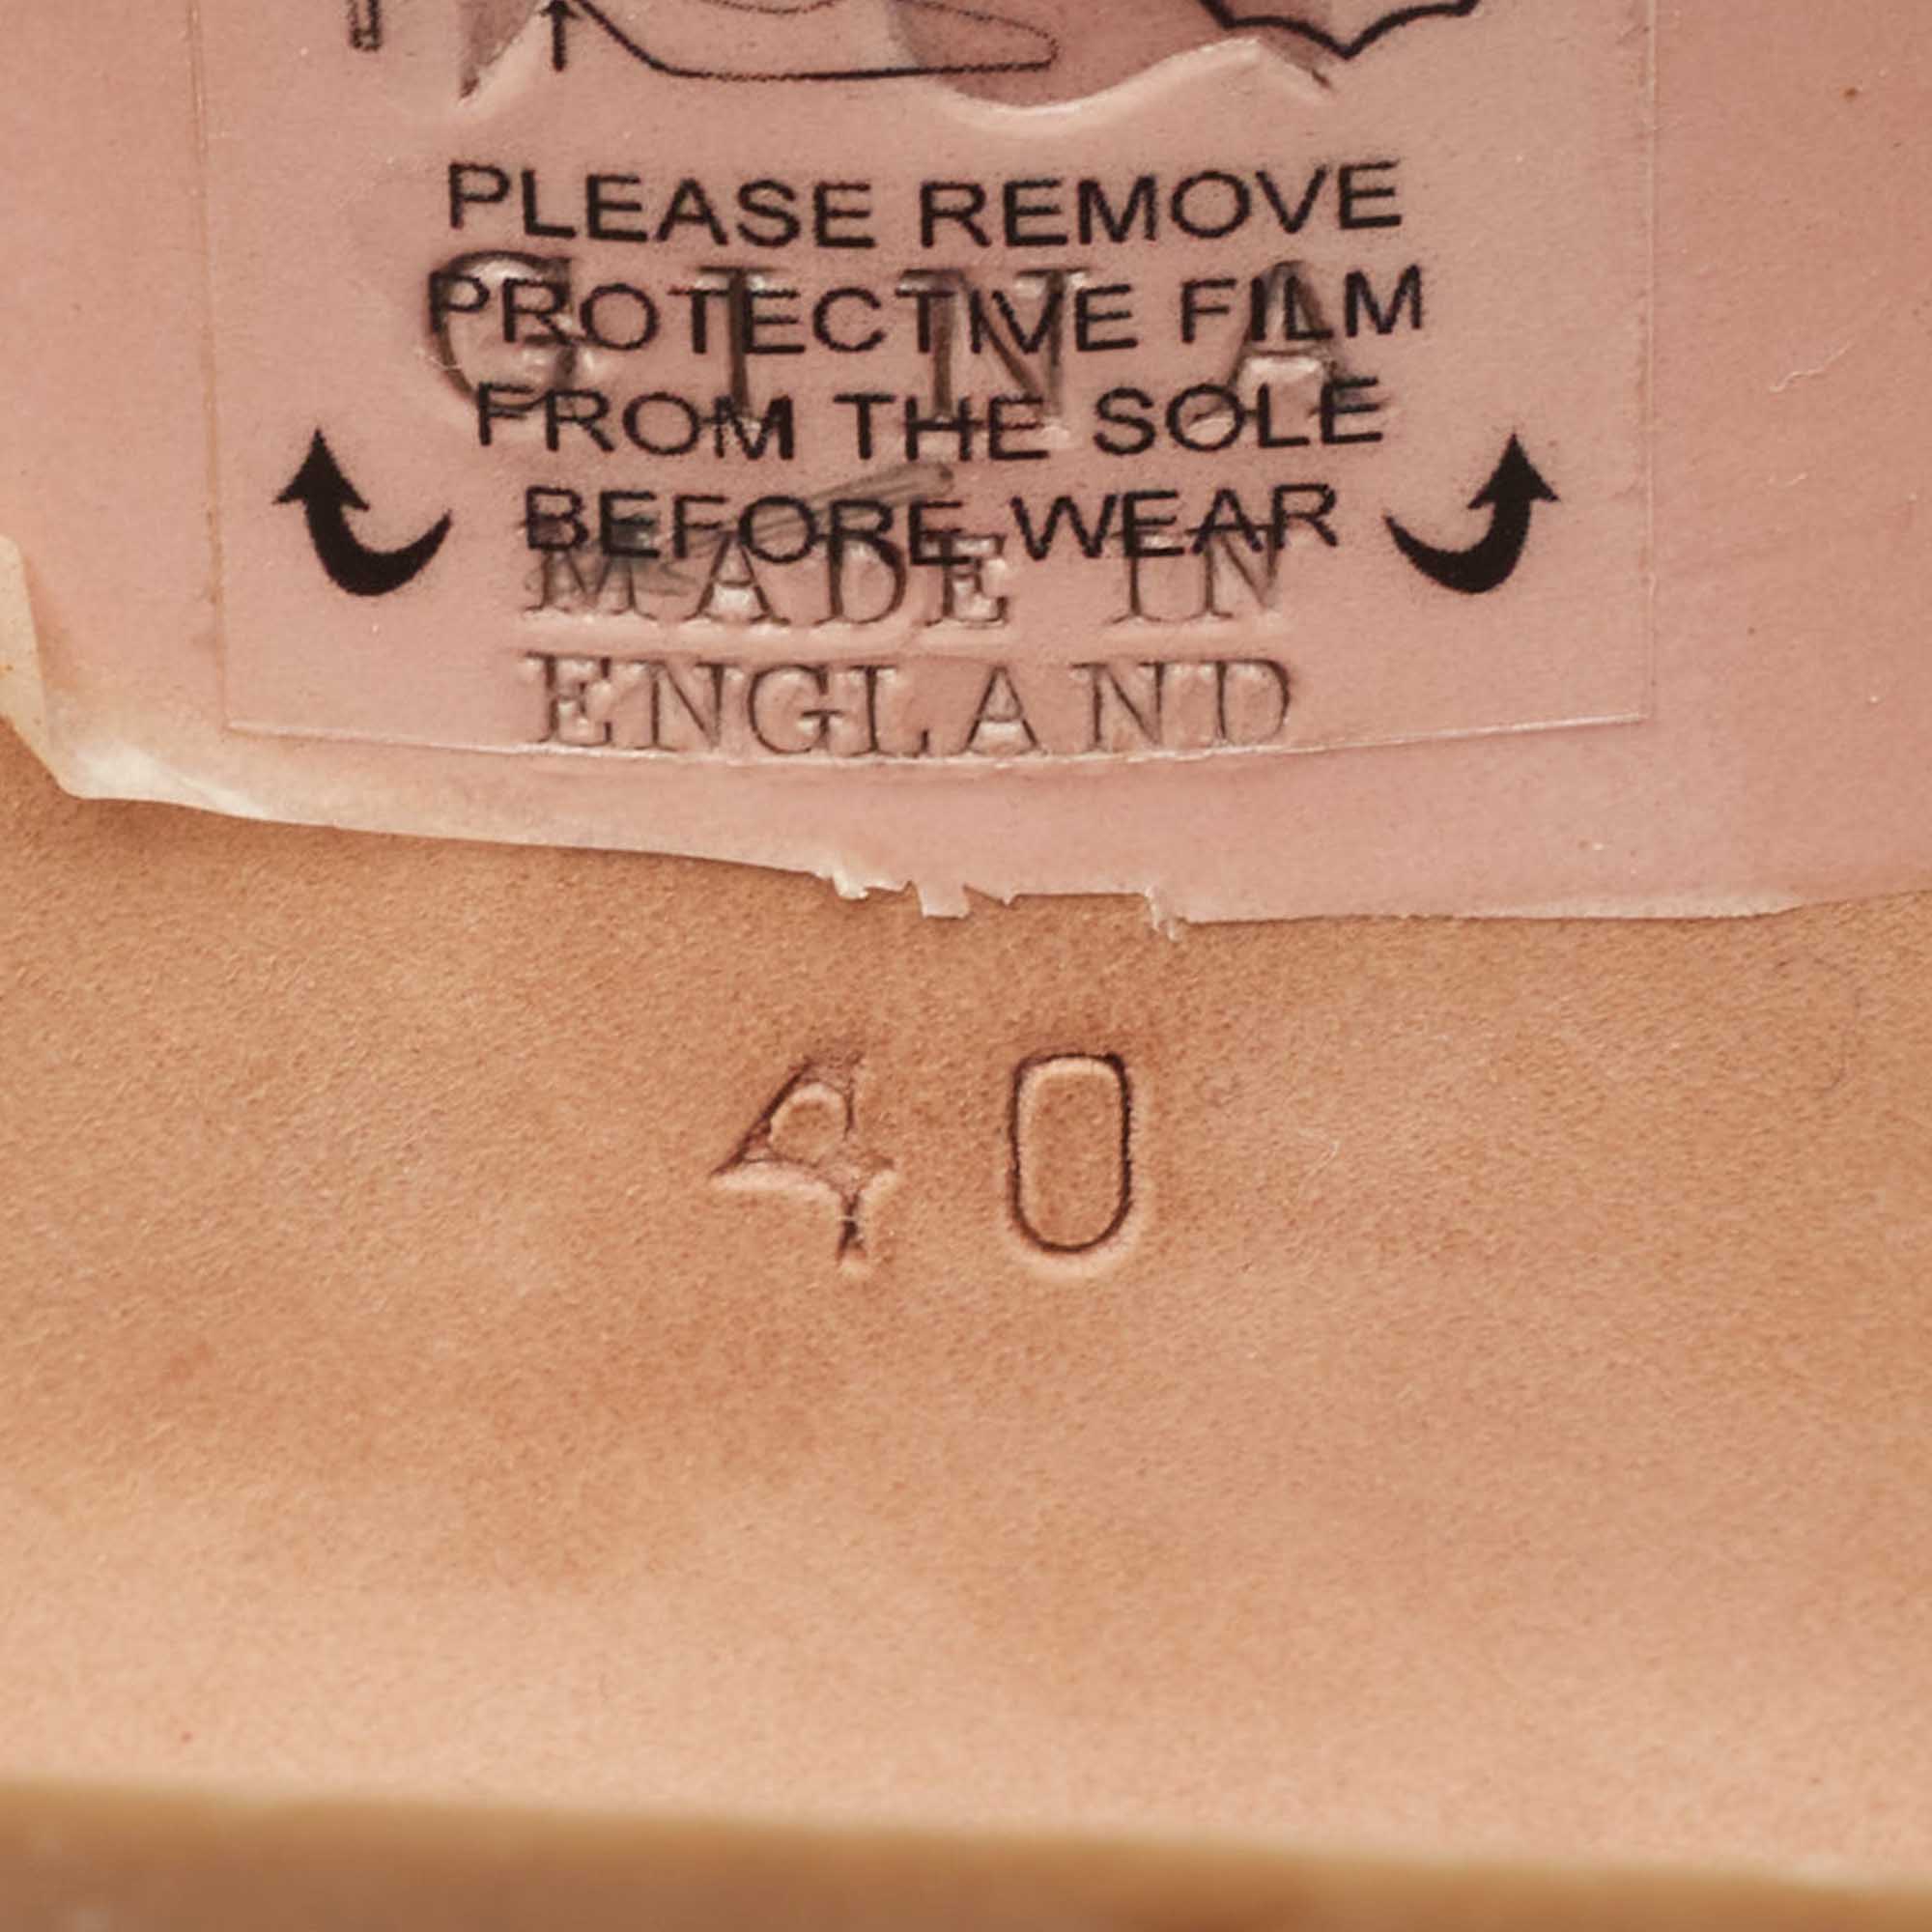 PLEASE REMOVE
GINA
PROTECTIVE FILM
FROM THE SOLE
BEFORE WEAR
MADE IN
ENGLAND
40